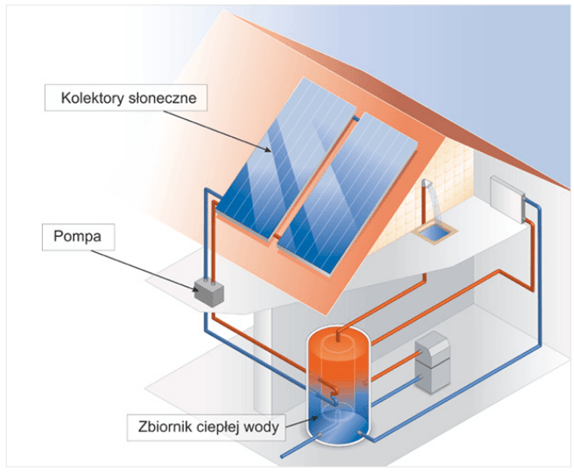 Kolektory słoneczne
Pompa
Zbiornik ciepłej wody